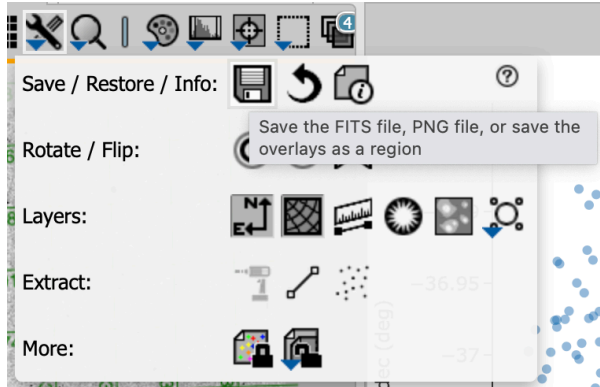 4
Save / Restore / Info:
Save the FITS file, PNG file, or save the
overlays as a region
Rotate / Flip:
Layers:
N
E
Extract:
−36.95
More:
−37
dec (deg)